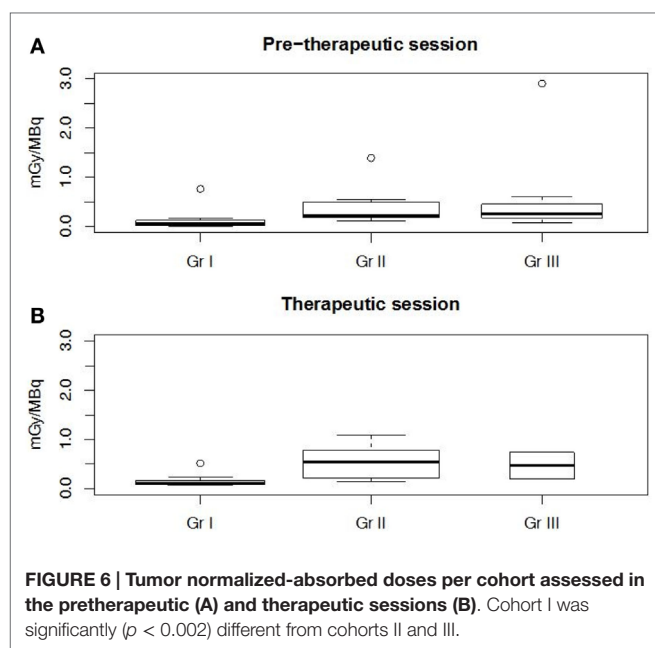 A
Pre-therapeutic session
mGy/MBq
3.0
2.0
1.0
0.0
Gr I Gr II Gr III
B
Therapeutic session
mGy/MBq
3.0
2.0
1.0
0.0
Gr I Gr II Gr III
FIGURE 6 | Tumor normalized-absorbed doses per cohort assessed in
the pretherapeutic (A) and therapeutic sessions (B). Cohort I was
significantly (p < 0.002) different from cohorts II and III.